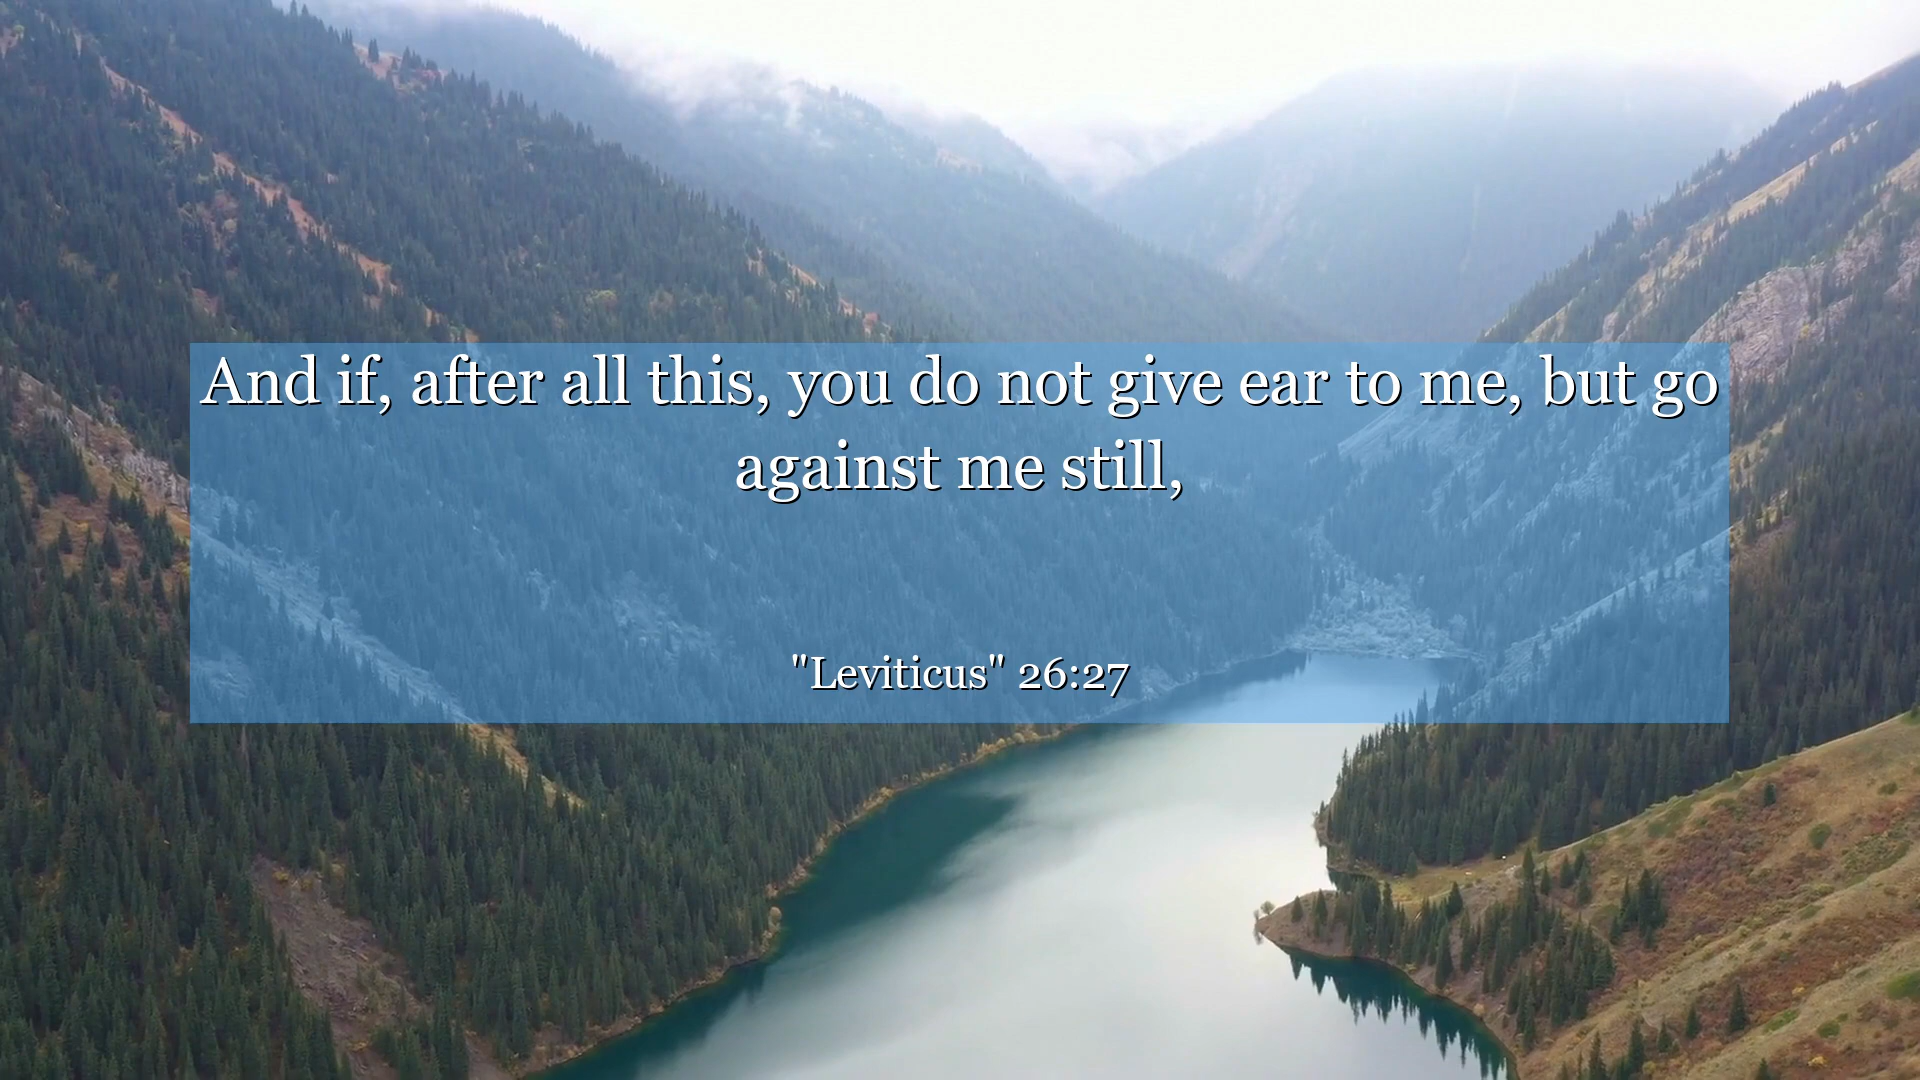 And if, after all this, you do not give ear to me, but go
against me still,
"Leviticus" 26:27